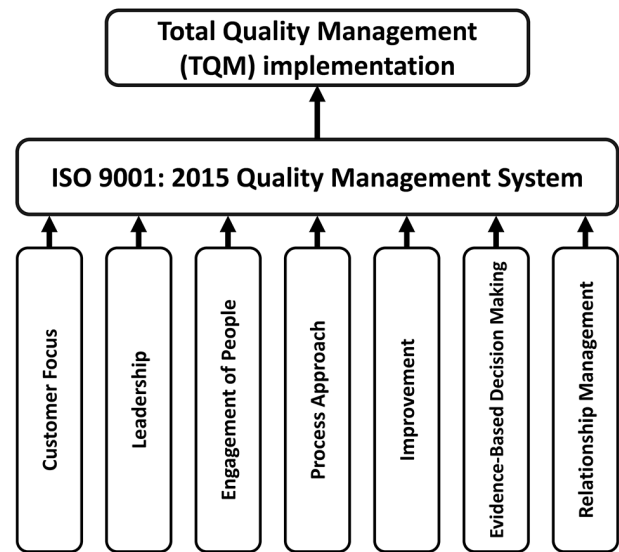 Total Quality Management
(TQM) implementation
ISO 9001: 2015 Quality Management System
Customer Focus
Leadership
Engagement of People
Process Approach
Improvement
Evidence-Based Decision Making
Relationship Management